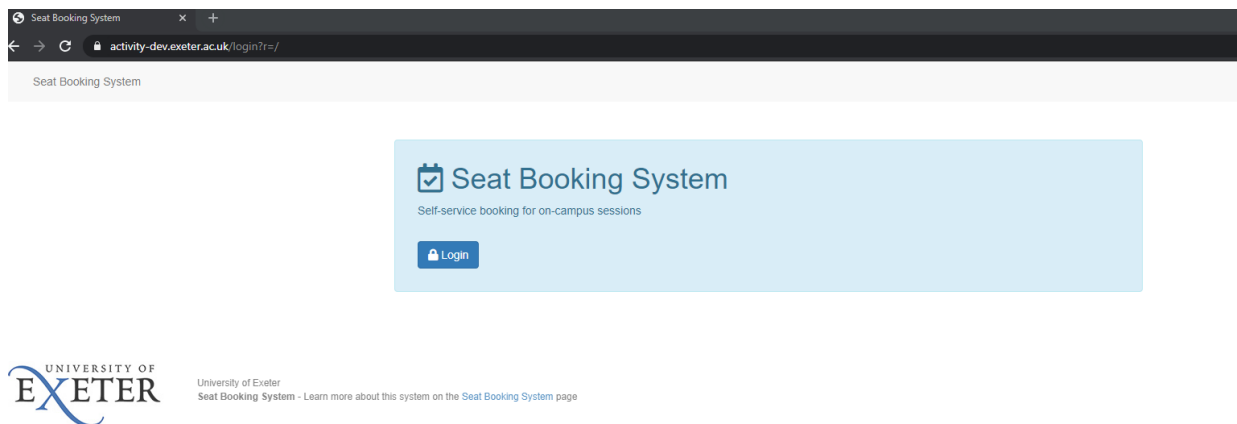 Seat Booking System
activity-dev.exeter.ac.uk/login?r=/
Seat Booking System
Seat Booking System
Self-service booking for on-campus sessions
Login
UNIVERSITY OF
EXETER
University of Exeter
Seat Booking System - Learn more about this system on the Seat Booking System page